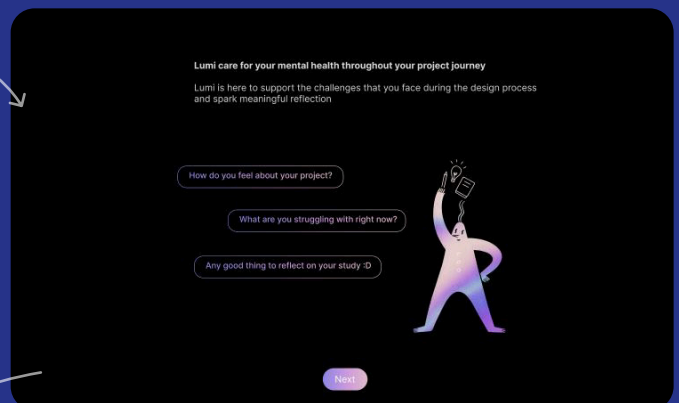 Lumi care for your mental health throughout your project journey
Lumi is here to support the challenges that you face during the design process
and spark meaningful reflection
How do you feel about your project?
What are you struggling with right now?
Any good thing to reflect on your study :D
Next